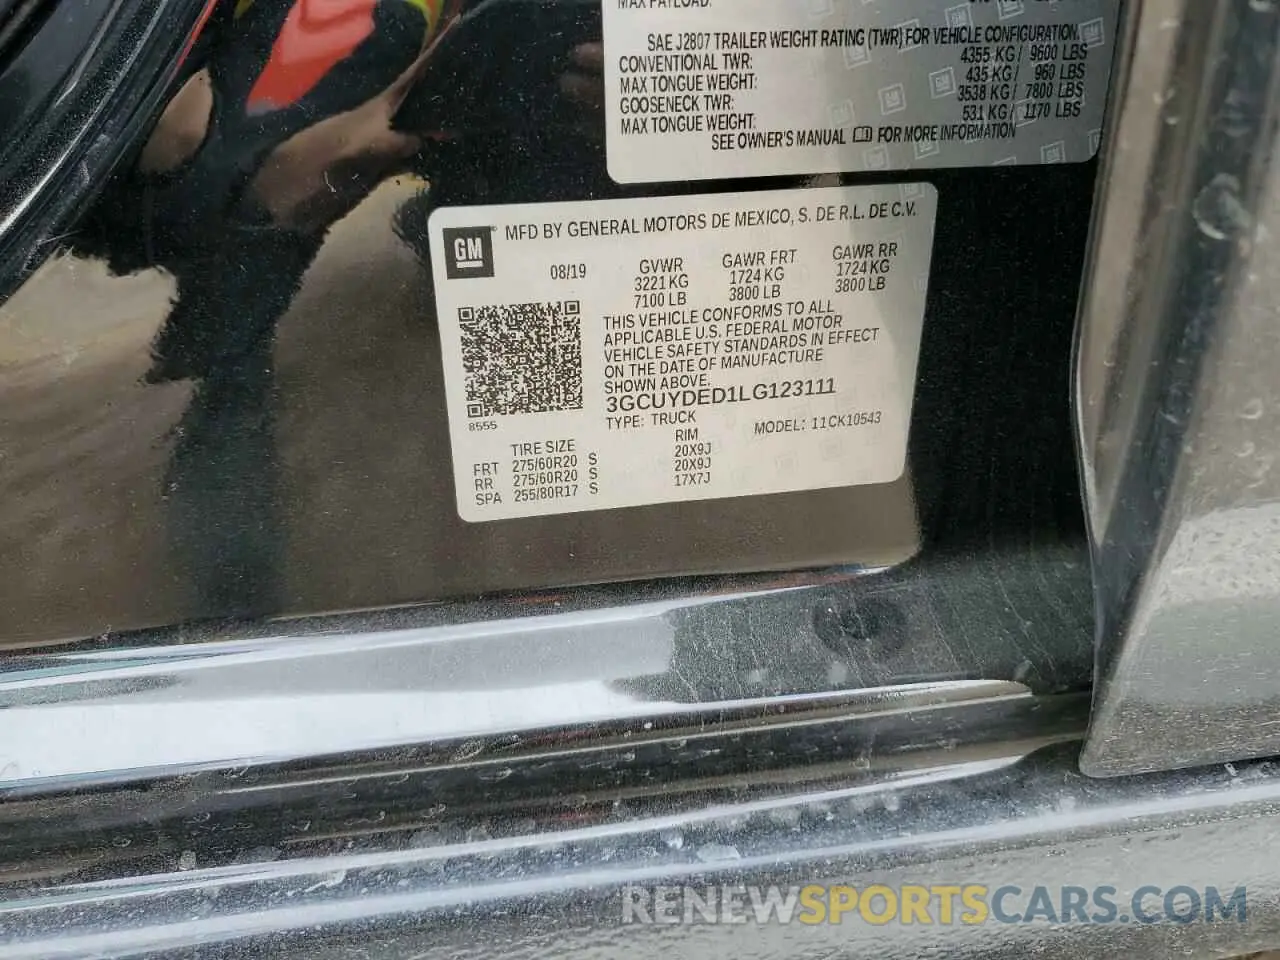 MAX PAYLOAD:
SAE J2807 TRAILER WEIGHT RATING (TWR) FOR VEHICLE CONFIGURATION.
CONVENTIONAL TWR: 4355 KG / 9600 LBS
MAX TONGUE WEIGHT: 435 KG / 960 LBS
GOOSENECK TWR: 3538 KG / 7800 LBS
MAX TONGUE WEIGHT: 531 KG / 1170 LBS
SEE OWNER'S MANUAL FOR MORE INFORMATION
GM
MFD BY GENERAL MOTORS DE MEXICO, S. DE R.L. DE C.V.
08/19 GVWR GAWR FRT GAWR RR
3221 KG 1724 KG 1724 KG
7100 LB 3800 LB 3800 LB
THIS VEHICLE CONFORMS TO ALL
APPLICABLE U.S. FEDERAL MOTOR
VEHICLE SAFETY STANDARDS IN EFFECT
ON THE DATE OF MANUFACTURE
SHOWN ABOVE.
3GCUYDED1LG123111
8555 TYPE: TRUCK MODEL: 11CK10543
TIRE SIZE RIM
FRT 275/60R20 S 20X9J
RR 275/60R20 S 20X9J
SPA 255/80R17 S 17X7J
RENEWSPORTSCARS.COM